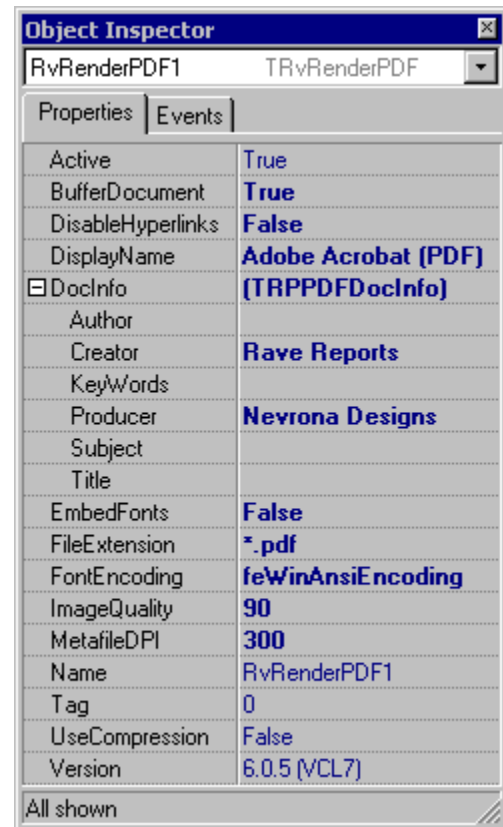 Object Inspector
RvRenderPDF1 TRvRenderPDF
Properties Events
Active True
BufferDocument True
DisableHyperlinks False
DisplayName Adobe Acrobat (PDF)
DocInfo (TRPPDFDocInfo)
Author
Creator Rave Reports
KeyWords
Producer Nevrona Designs
Subject
Title
EmbedFonts False
FileExtension *.pdf
FontEncoding feWinAnsiEncoding
ImageQuality 90
MetafileDPI 300
Name RvRenderPDF1
Tag 0
UseCompression False
Version 6.0.5 (VCL7)
All shown